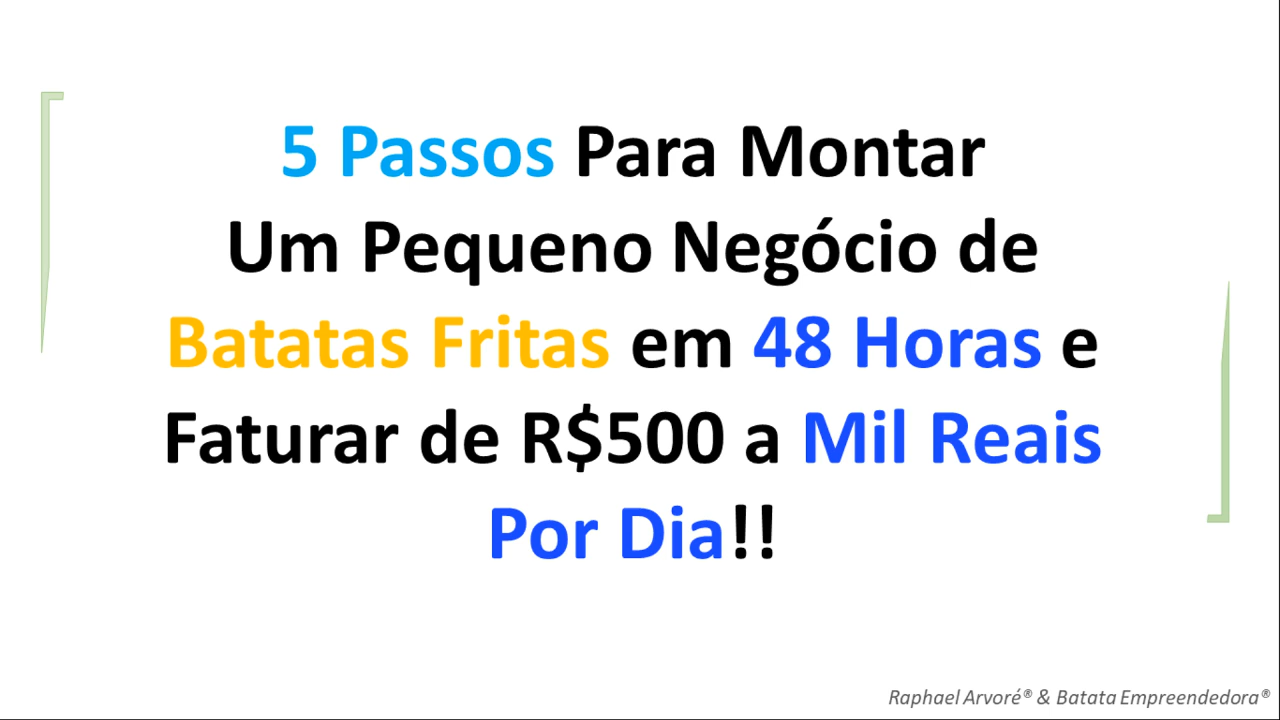 5 Passos Para Montar
Um Pequeno Negócio de
Batatas Fritas em 48 Horas e
Faturar de R$500 a Mil Reais
Por Dia!!
Raphael Arvoré® & Batata Empreendedora®